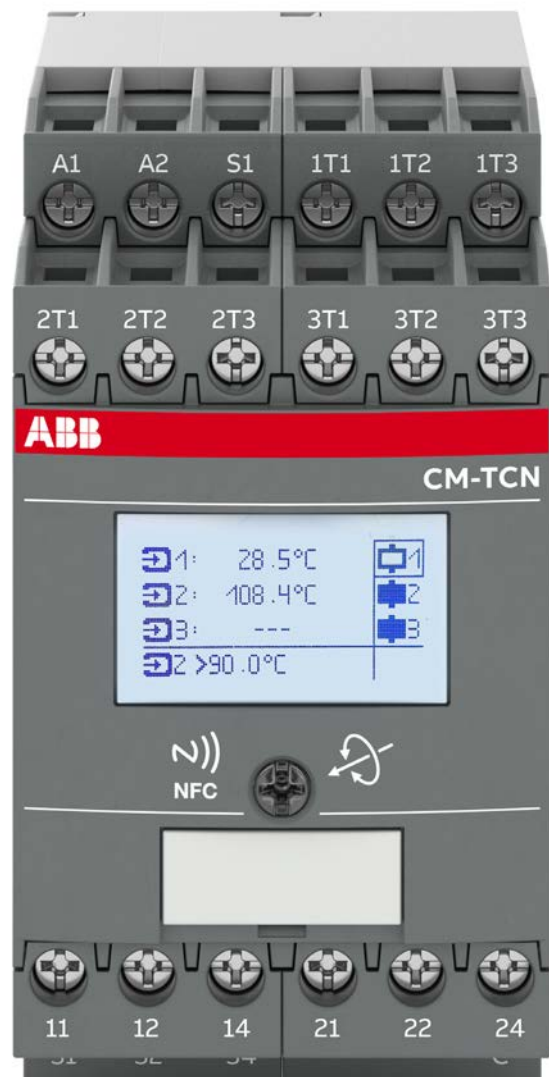 A1 A2 S1 1T1 1T2 1T3
2T1 2T2 2T3 3T1 3T2 3T3
ABB
CM-TCN
1: 28.5°C 1
2: 108.4°C 2
3: --- 3
2 >90.0°C
NFC
11 12 14 21 22 24